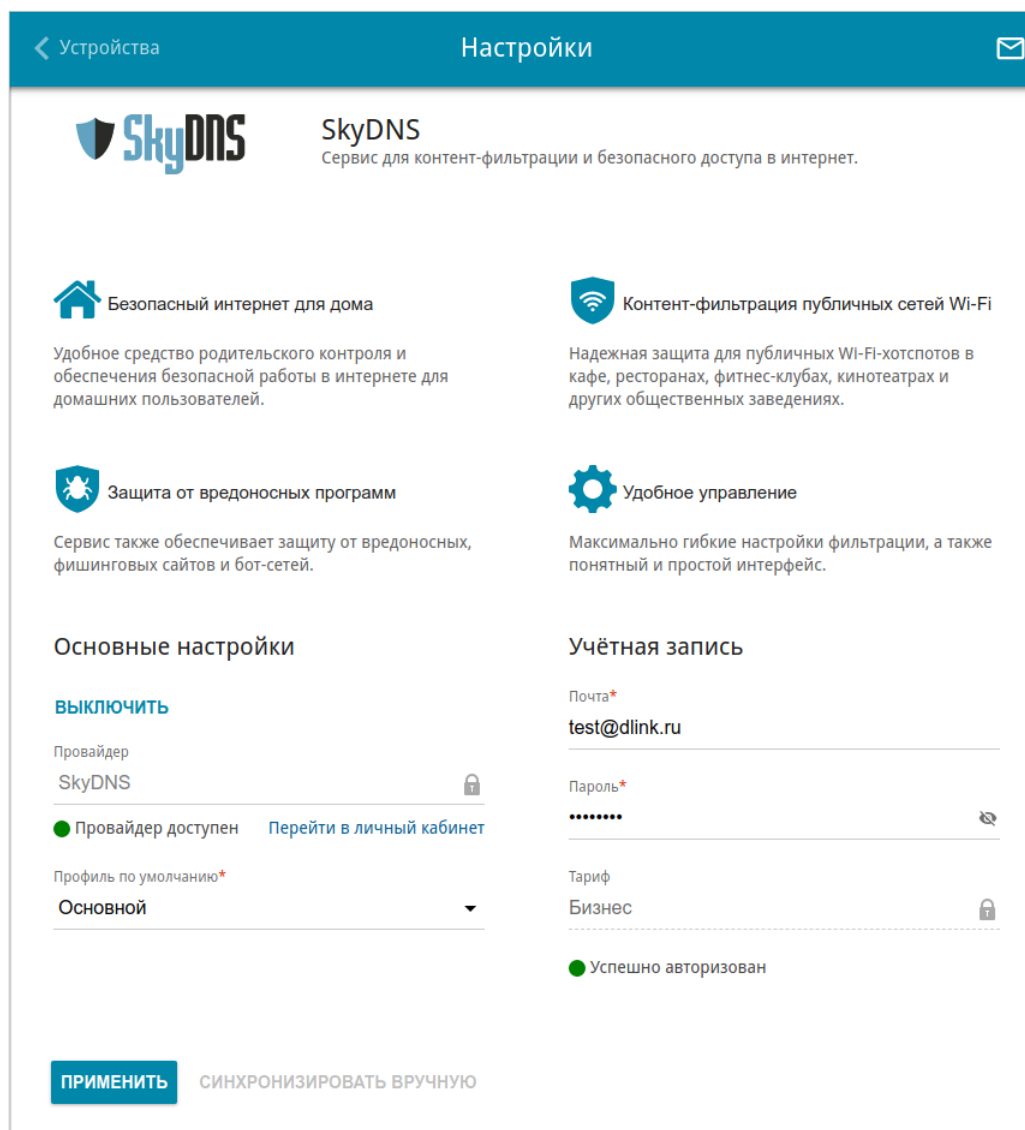 Устройства
Настройки
SkyDNS
SkyDNS
Сервис для контент-фильтрации и безопасного доступа в интернет.
Безопасный интернет для дома
Удобное средство родительского контроля и
обеспечения безопасной работы в интернете для
домашних пользователей.
Контент-фильтрация публичных сетей Wi-Fi
Надежная защита для публичных Wi-Fi-хотспотов в
кафе, ресторанах, фитнес-клубах, кинотеатрах и
других общественных заведениях.
Защита от вредоносных программ
Сервис также обеспечивает защиту от вредоносных,
фишинговых сайтов и бот-сетей.
Удобное управление
Максимально гибкие настройки фильтрации, а также
понятный и простой интерфейс.
Основные настройки
ВЫКЛЮЧИТЬ
Провайдер
SkyDNS
Провайдер доступен
Перейти в личный кабинет
Профиль по умолчанию*
Основной
Учётная запись
Почта*
test@dlink.ru
Пароль*
••••••••
Тариф
Бизнес
Успешно авторизован
ПРИМЕНИТЬ
СИНХРОНИЗИРОВАТЬ ВРУЧНУЮ